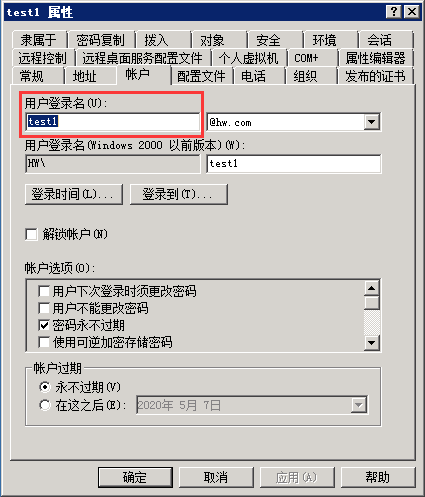 test1 属性
隶属于 密码复制 拨入 对象 安全 环境 会话
远程控制 远程桌面服务配置文件 个人虚拟机 COM+ 属性编辑器
常规 地址 帐户 配置文件 电话 组织 发布的证书
用户登录名(U):
test1 @hw.com
用户登录名(Windows 2000 以前版本)(W):
HW\ test1
登录时间(L)... 登录到(T)...
解锁帐户(N)
帐户选项(O):
用户下次登录时须更改密码
用户不能更改密码
密码永不过期
使用可逆加密存储密码
帐户过期
永不过期(V)
在这之后(E): 2020年 5月 7日
确定 取消 应用(A) 帮助